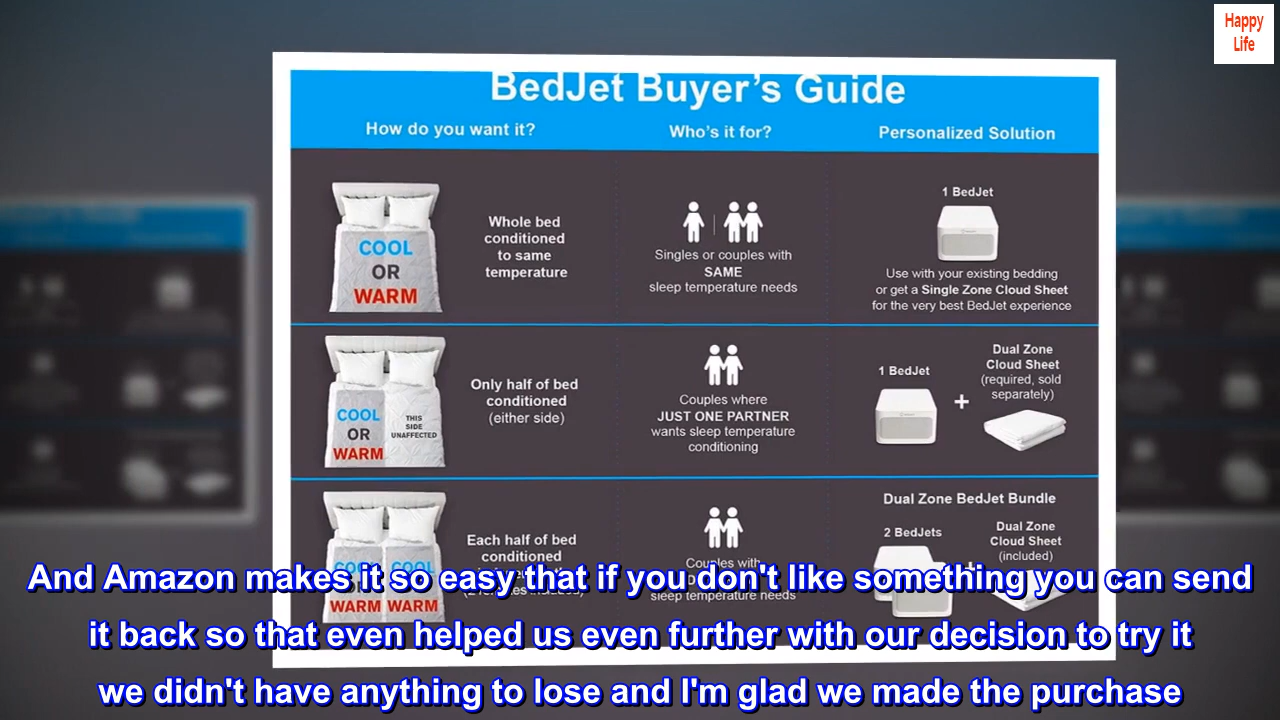 Happy
Life
BedJet Buyer's Guide
How do you want it?
Who's it for?
Personalized Solution
COOL
OR
WARM
Whole bed
conditioned
to same
temperature
Singles or couples with
SAME
sleep temperature needs
1 BedJet
Use with your existing bedding
or get a Single Zone Cloud Sheet
for the very best BedJet experience
COOL
OR
WARM
THIS
SIDE
UNAFFECTED
Only half of bed
conditioned
(either side)
Couples where
JUST ONE PARTNER
wants sleep temperature
conditioning
1 BedJet
+
Dual Zone
Cloud Sheet
(required, sold
separately)
Each half of bed
conditioned
Couples with
sleep temperature needs
Dual Zone BedJet Bundle
2 BedJets
Dual Zone
Cloud Sheet
(included)
COOL COOL
OR
WARM WARM
And Amazon makes it so easy that if you don't like something you can send
it back so that even helped us even further with our decision to try it
we didn't have anything to lose and I'm glad we made the purchase